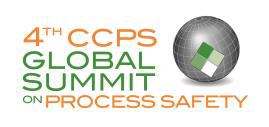 4TH CCPS
GLOBAL
SUMMIT
ON PROCESS SAFETY